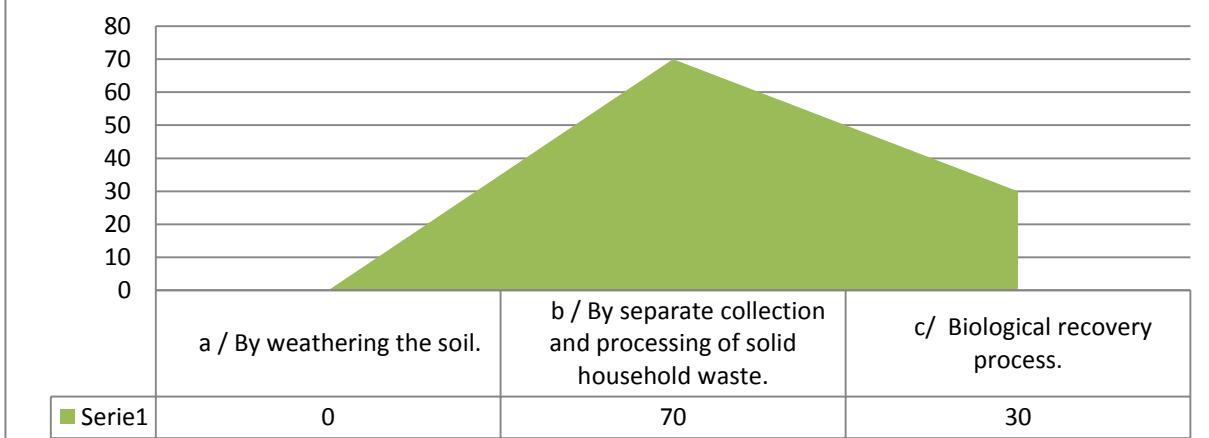 80
70
60
50
40
30
20
10
0
a / By weathering the soil.
b / By separate collection
and processing of solid
household waste.
c/ Biological recovery
process.
Serie1 0 70 30